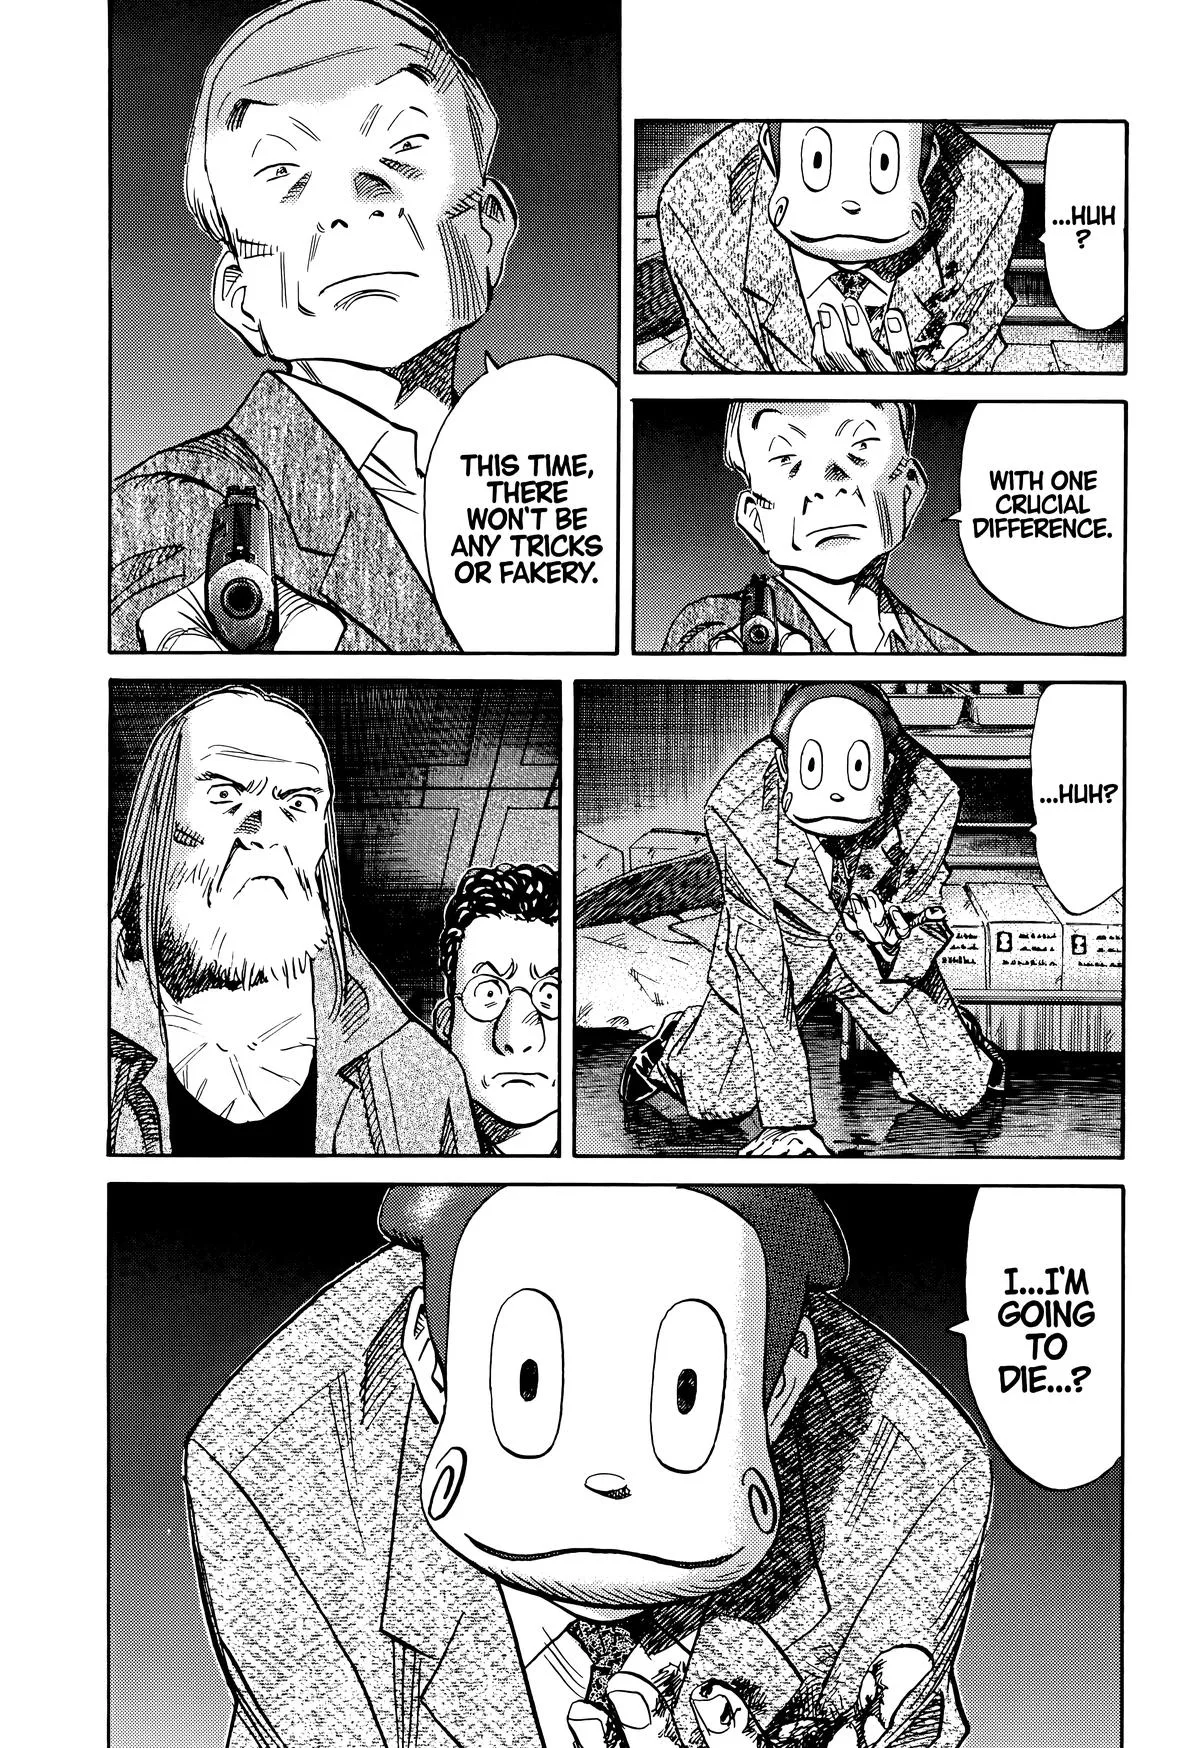 ...HUH
?
WITH ONE
CRUCIAL
DIFFERENCE.
THIS TIME,
THERE
WON'T BE
ANY TRICKS
OR FAKERY.
...HUH?
I...I'M
GOING
TO
DIE...?